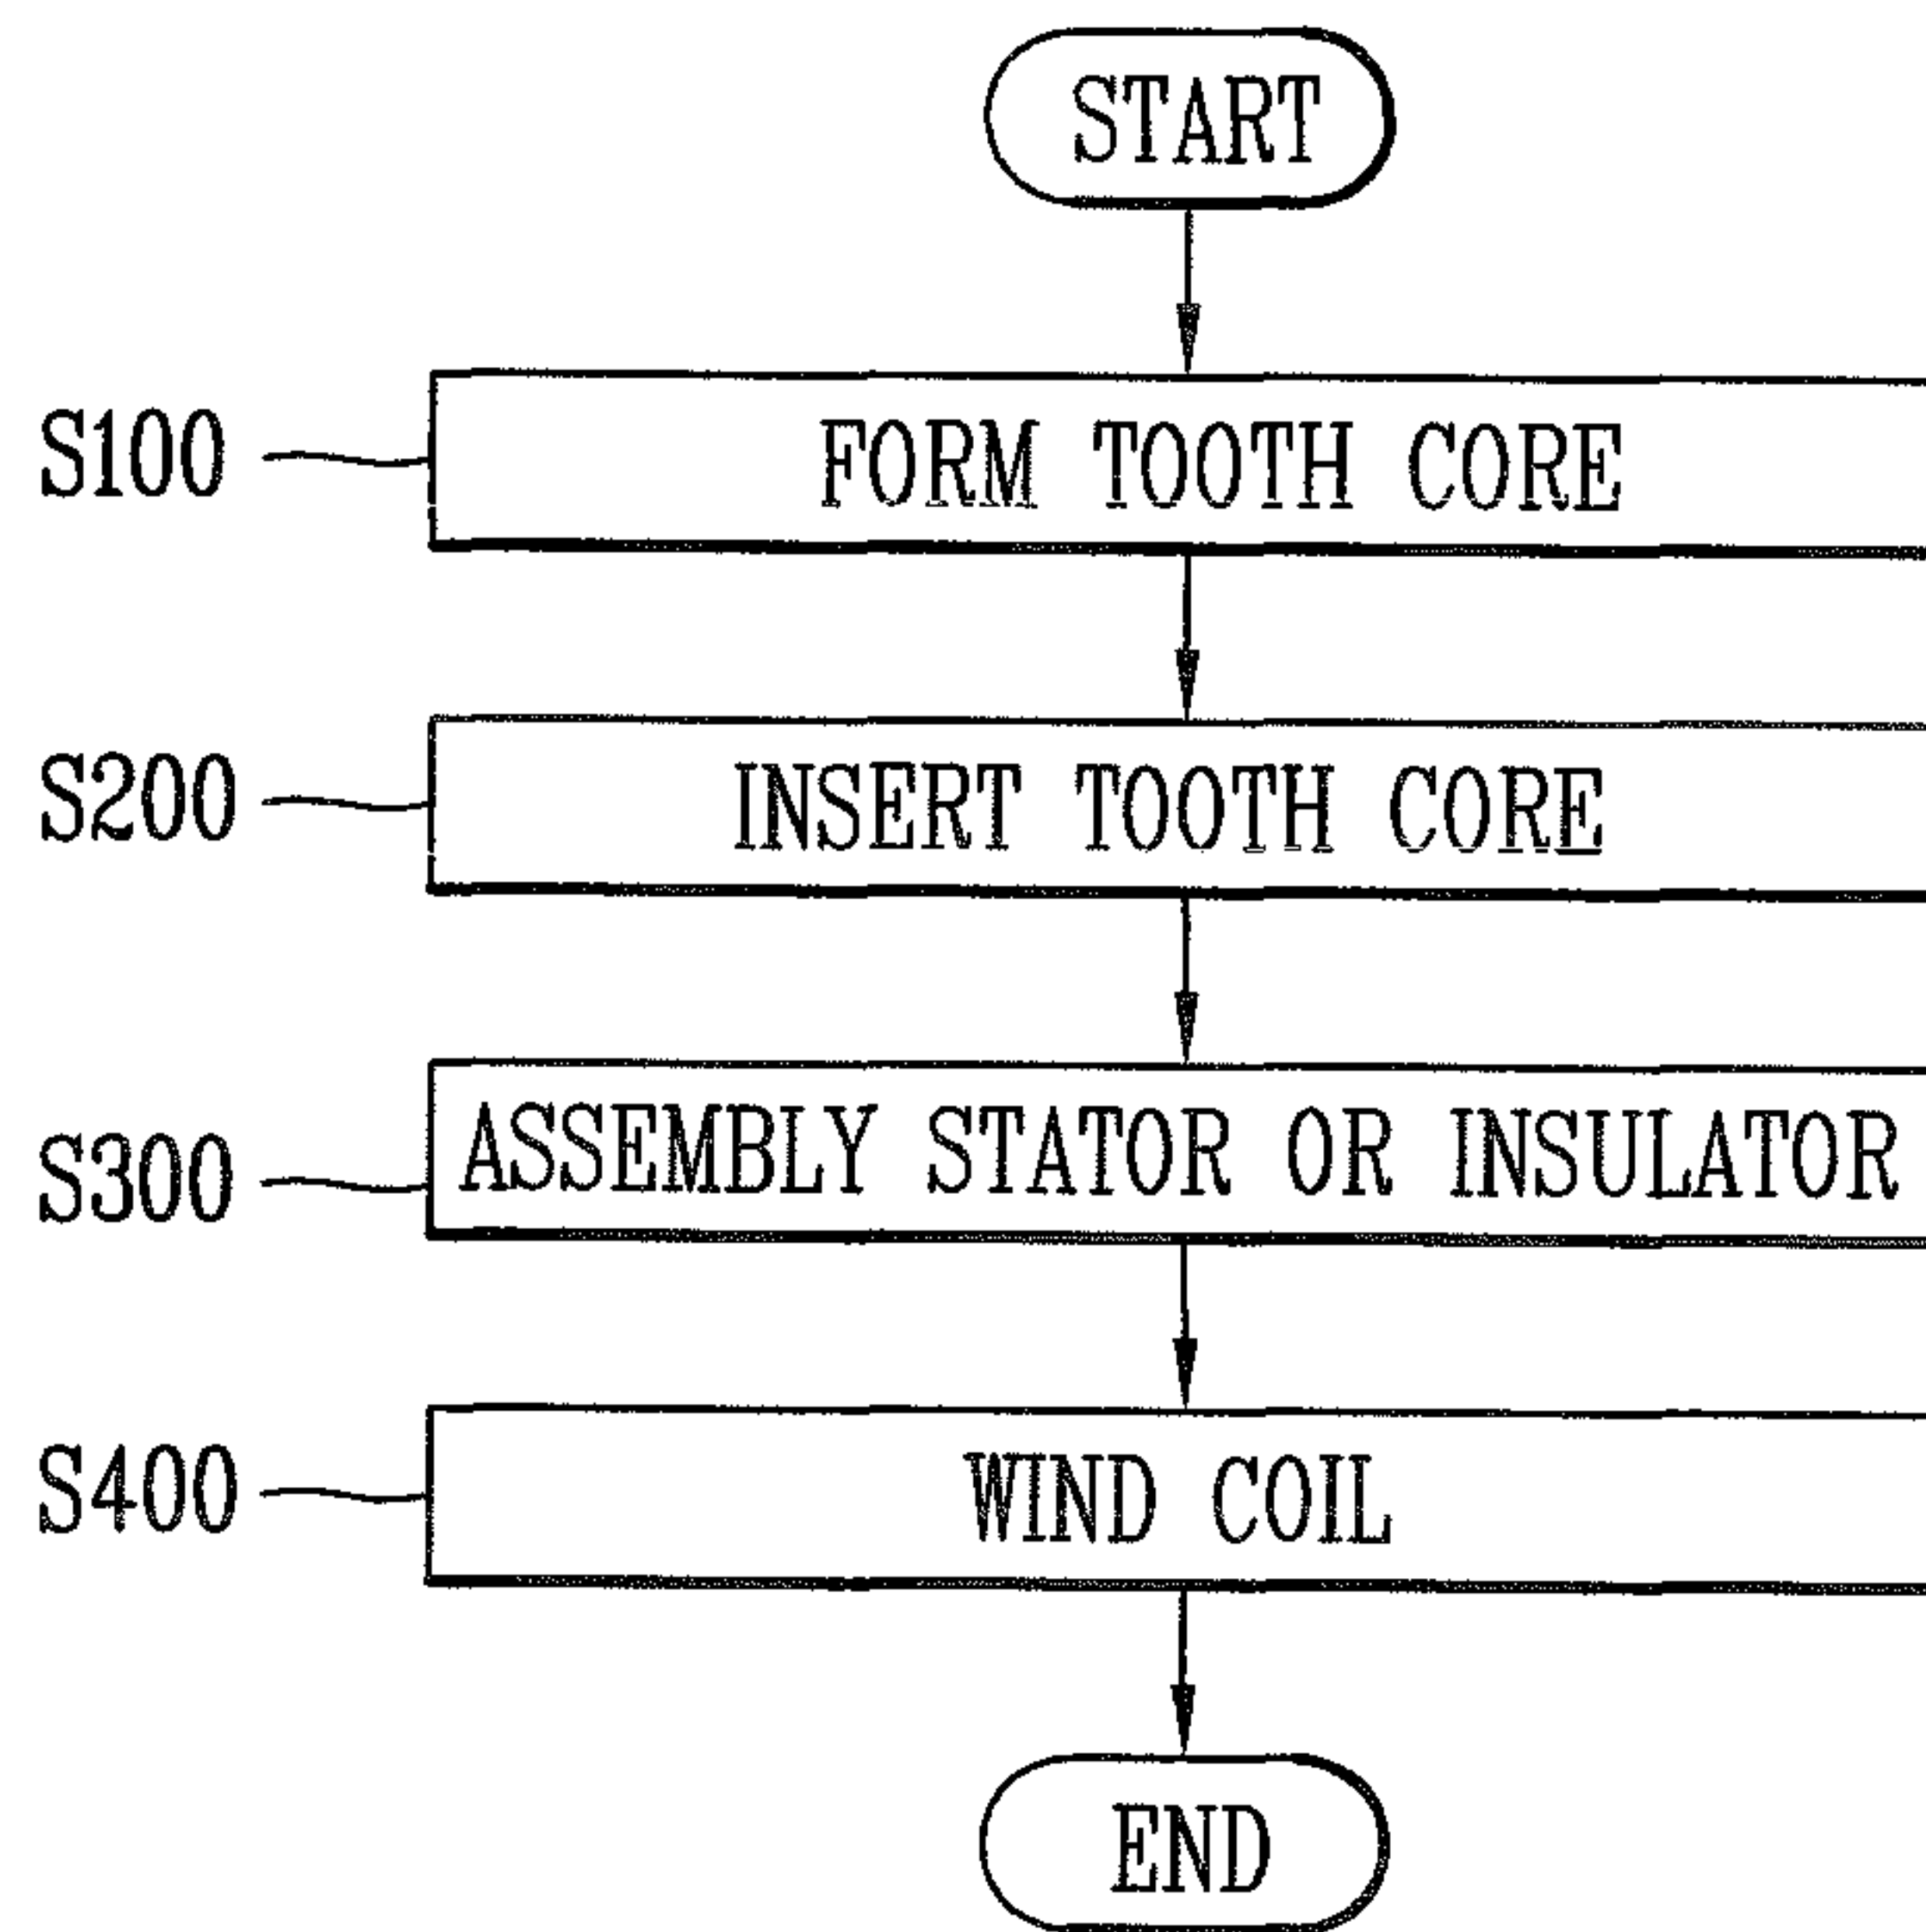 START
S100 FORM TOOTH CORE
S200 INSERT TOOTH CORE
S300 ASSEMBLY STATOR OR INSULATOR
S400 WIND COIL
END